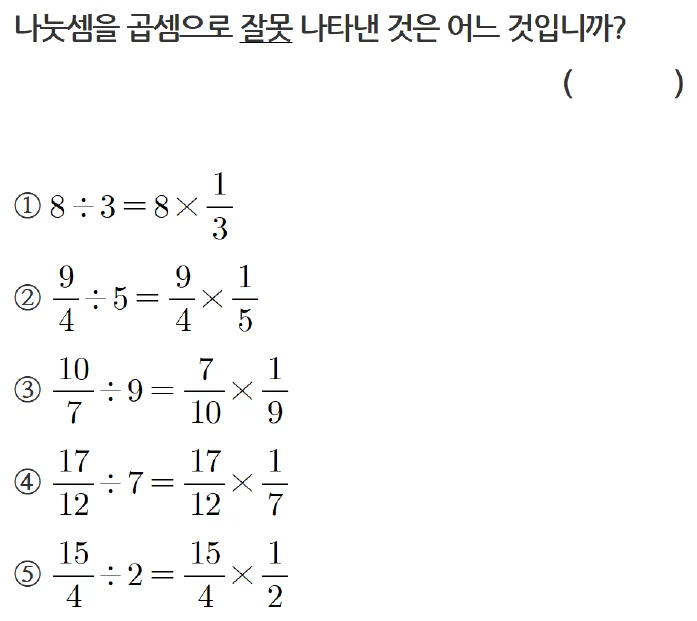 나눗셈을 곱셈으로 잘못 나타낸 것은 어느 것입니까?
( )
① 8 ÷ 3 = 8 × 1/3
② 9/4 ÷ 5 = 9/4 × 1/5
③ 10/7 ÷ 9 = 7/10 × 1/9
④ 17/12 ÷ 7 = 17/12 × 1/7
⑤ 15/4 ÷ 2 = 15/4 × 1/2